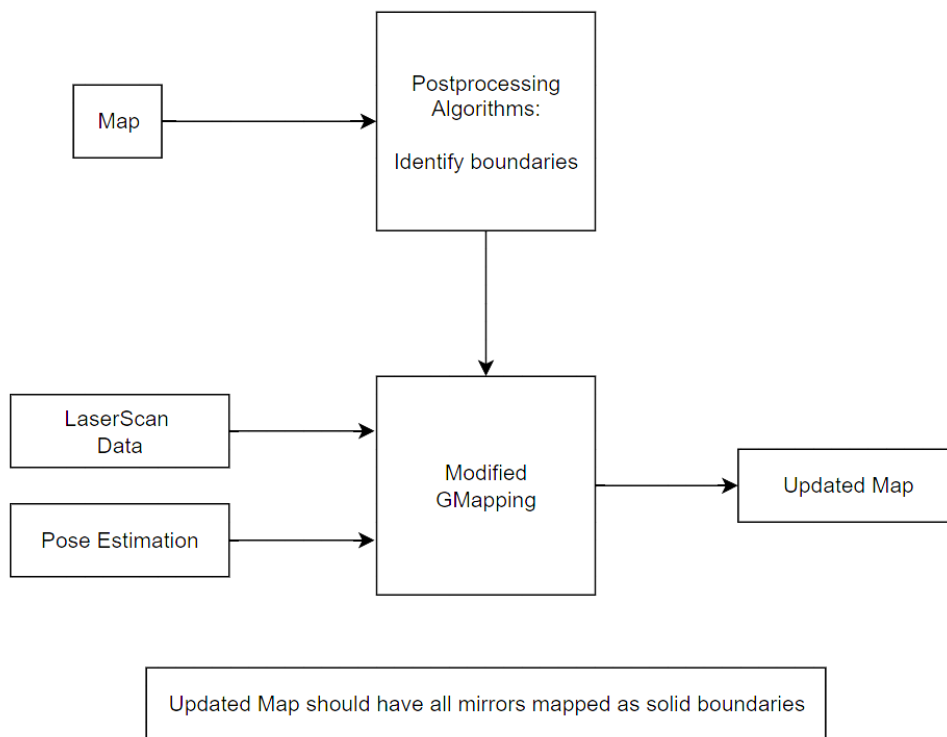 Map
Postprocessing
Algorithms:
Identify boundaries
LaserScan
Data
Pose Estimation
Modified
GMapping
Updated Map
Updated Map should have all mirrors mapped as solid boundaries